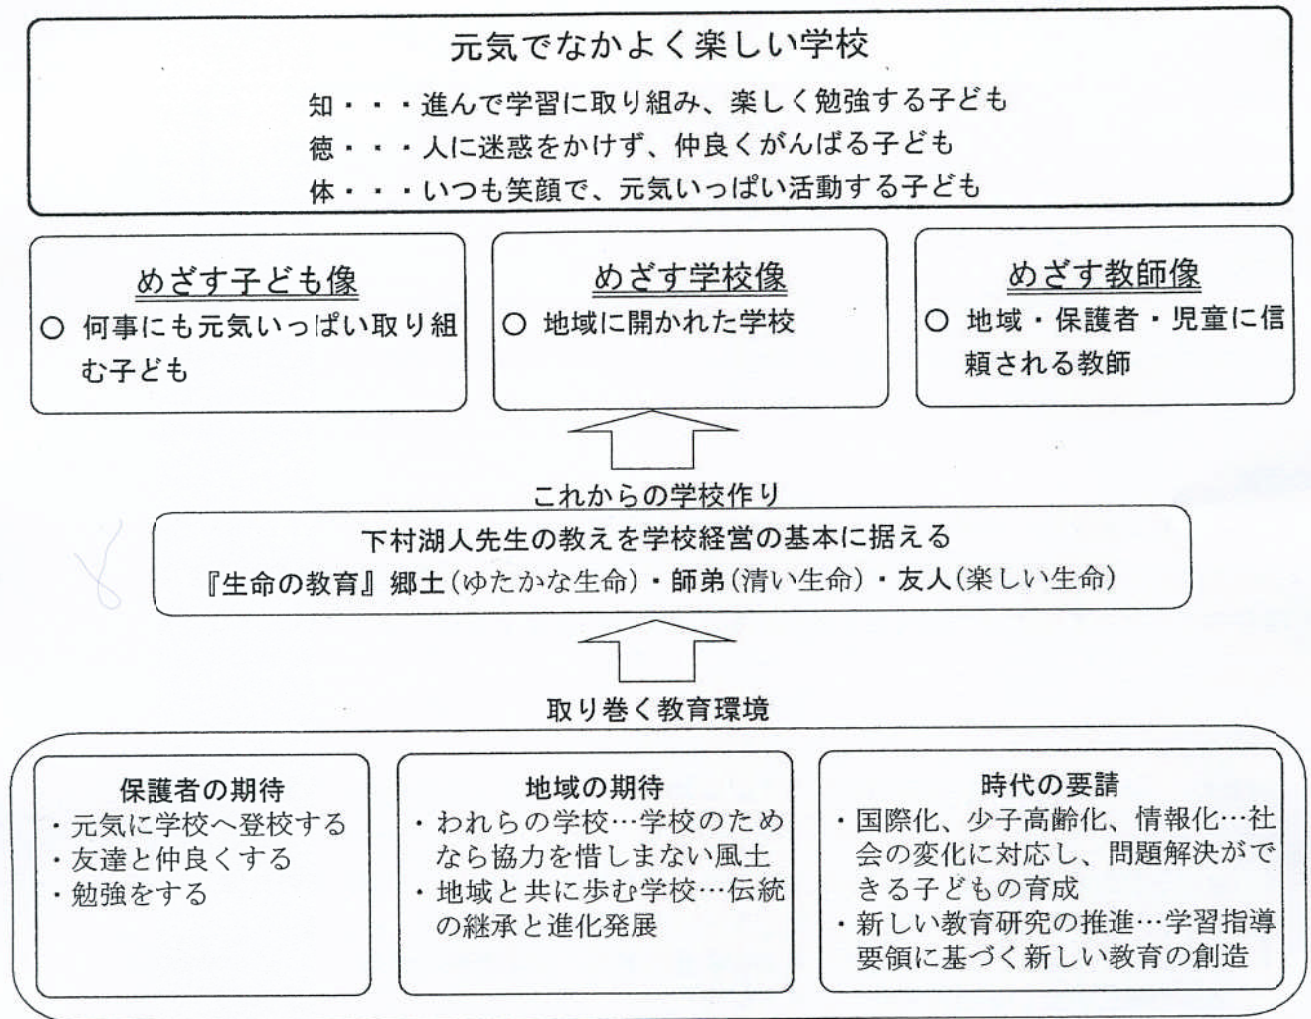 元気でなかよく楽しい学校
知・・・進んで学習に取り組み、楽しく勉強する子ども
徳・・・人に迷惑をかけず、仲良くがんばる子ども
体・・・いつも笑顔で、元気いっぱい活動する子ども
めざす子ども像
○ 何事にも元気いっぱい取り組
む子ども
めざす学校像
○ 地域に開かれた学校
めざす教師像
○ 地域・保護者・児童に信
頼される教師
これからの学校作り
下村湖人先生の教えを学校経営の基本に据える
『生命の教育』郷土(ゆたかな生命)・師弟(清い生命)・友人(楽しい生命)
取り巻く教育環境
保護者の期待
・元気に学校へ登校する
・友達と仲良くする
・勉強をする
地域の期待
・われらの学校…学校のため
なら協力を惜しまない風土
・地域と共に歩む学校…伝統
の継承と進化発展
時代の要請
・国際化、少子高齢化、情報化…社
会の変化に対応し、問題解決がで
きる子どもの育成
・新しい教育研究の推進…学習指導
要領に基づく新しい教育の創造